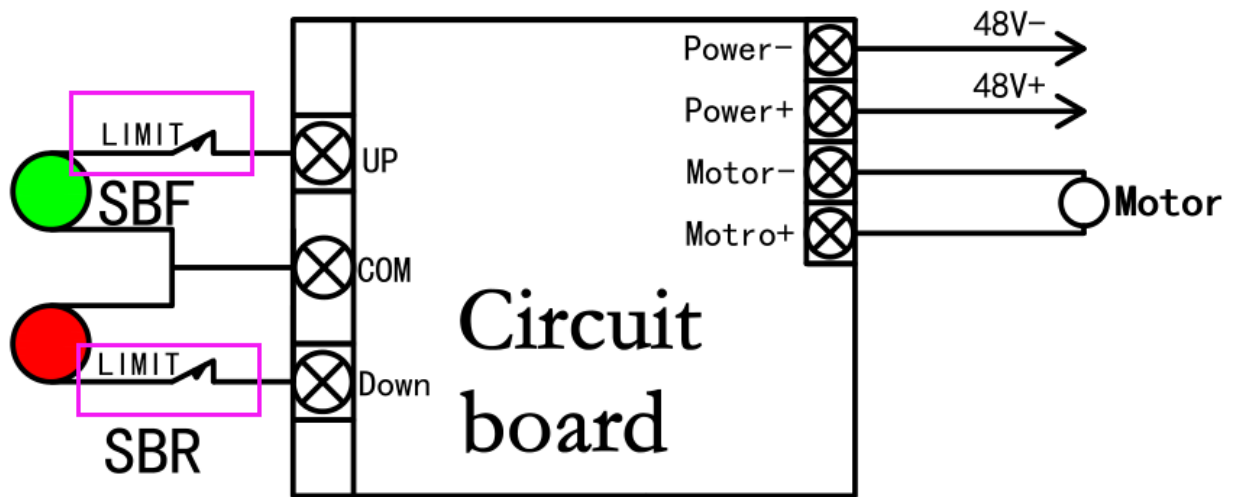 LIMIT
SBF
UP
COM
LIMIT
Down
SBR
Power-
48V-
Power+
48V+
Motor-
Motor
Motro+
Circuit
board